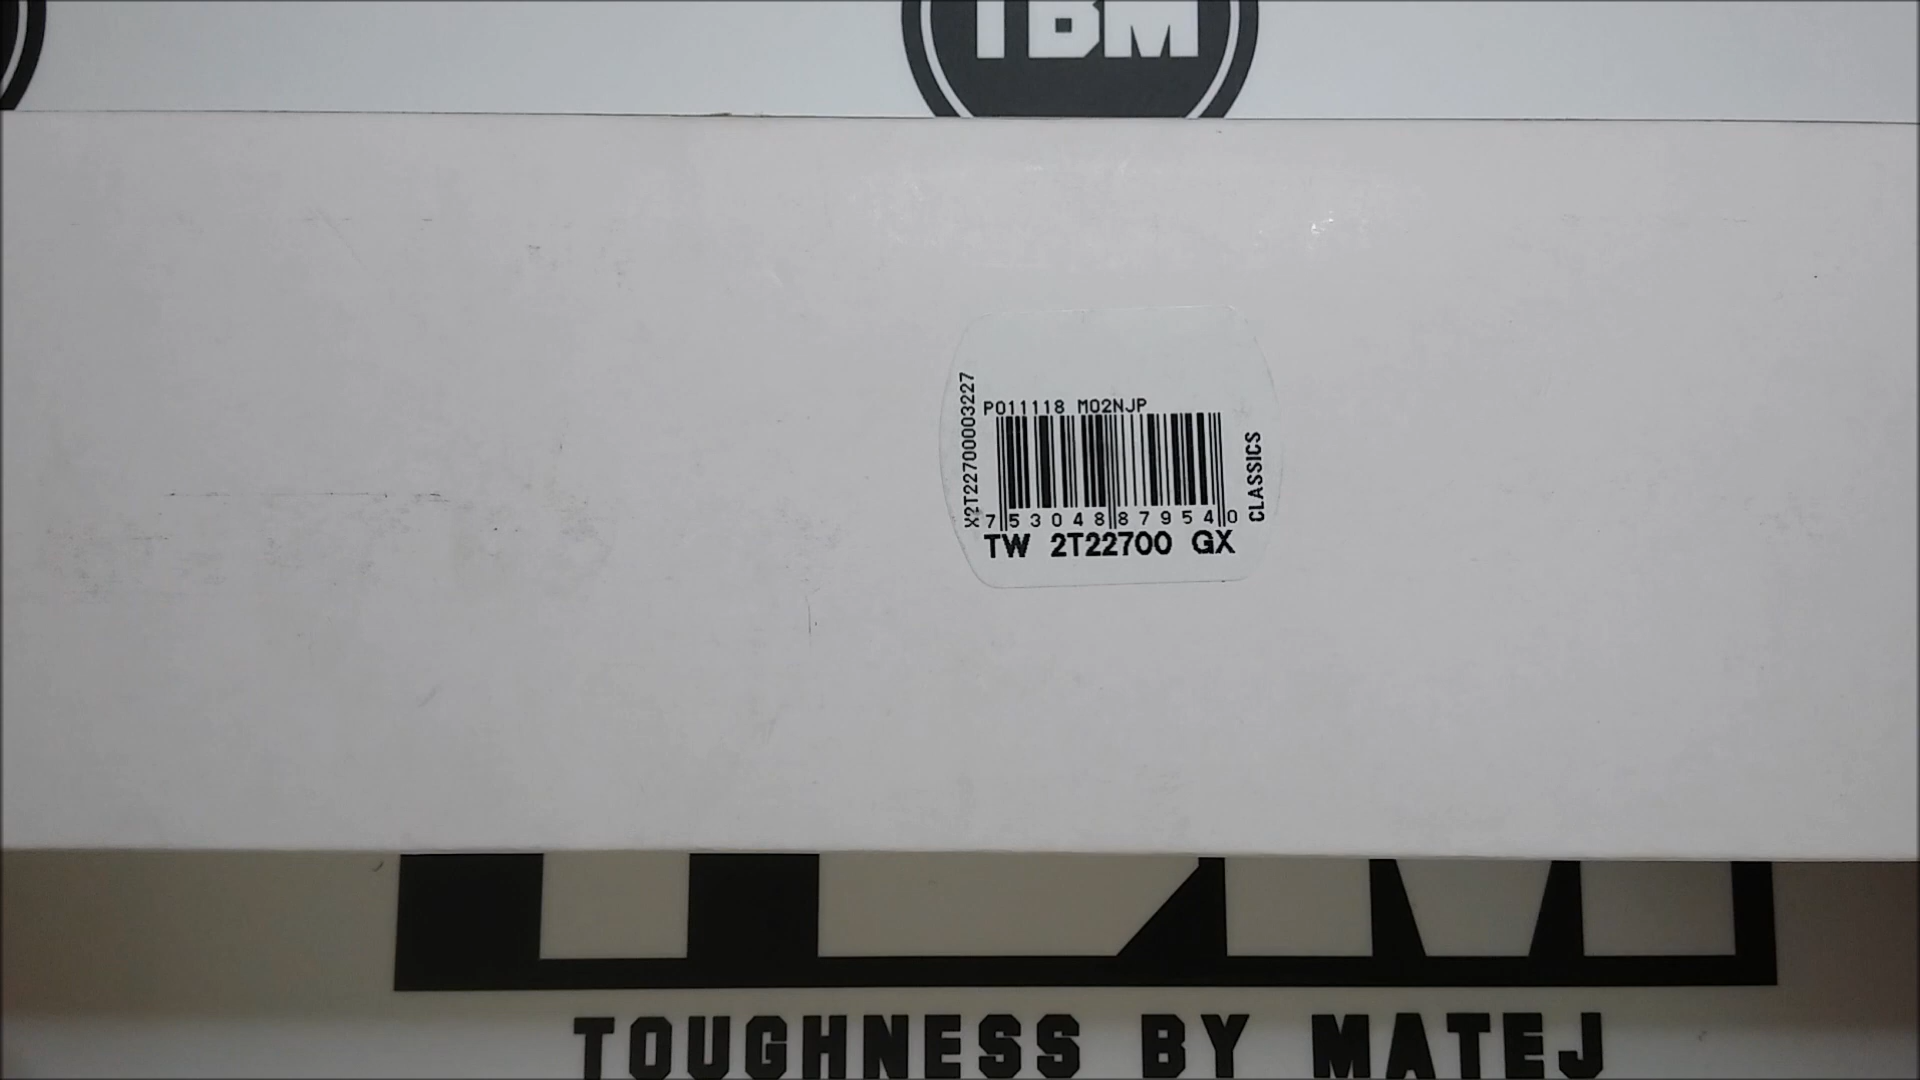 TBM
X2T22700003227
P011118 M02NJP
7 53048 87954 0
CLASSICS
TW 2T22700 GX
TOUGHNESS BY MATEJ